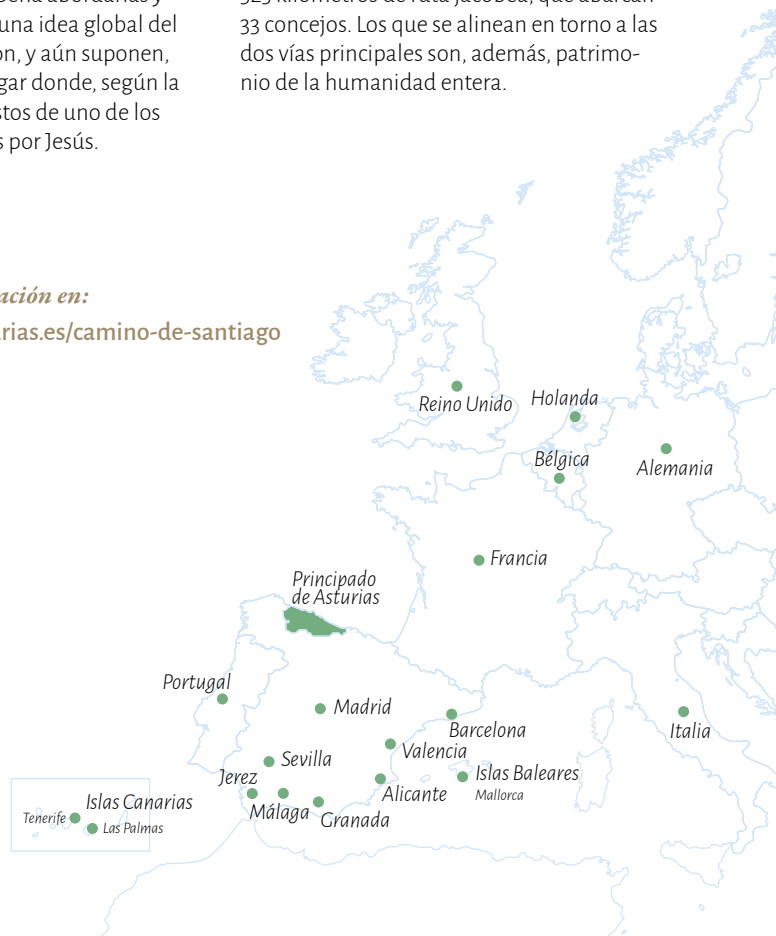 una idea global del
ón, y aún suponen,
gar donde, según la
stos de uno de los
s por Jesús.
33 concejos. Los que se alinean en torno a las
dos vías principales son, además, patrimo-
nio de la humanidad entera.
ación en:
rias.es/camino-de-santiago
Reino Unido
Holanda
Bélgica
Alemania
Francia
Principado
de Asturias
Portugal
Madrid
Barcelona
Italia
Valencia
Sevilla
Islas Baleares
Mallorca
Jerez
Alicante
Málaga
Granada
Islas Canarias
Tenerife
Las Palmas